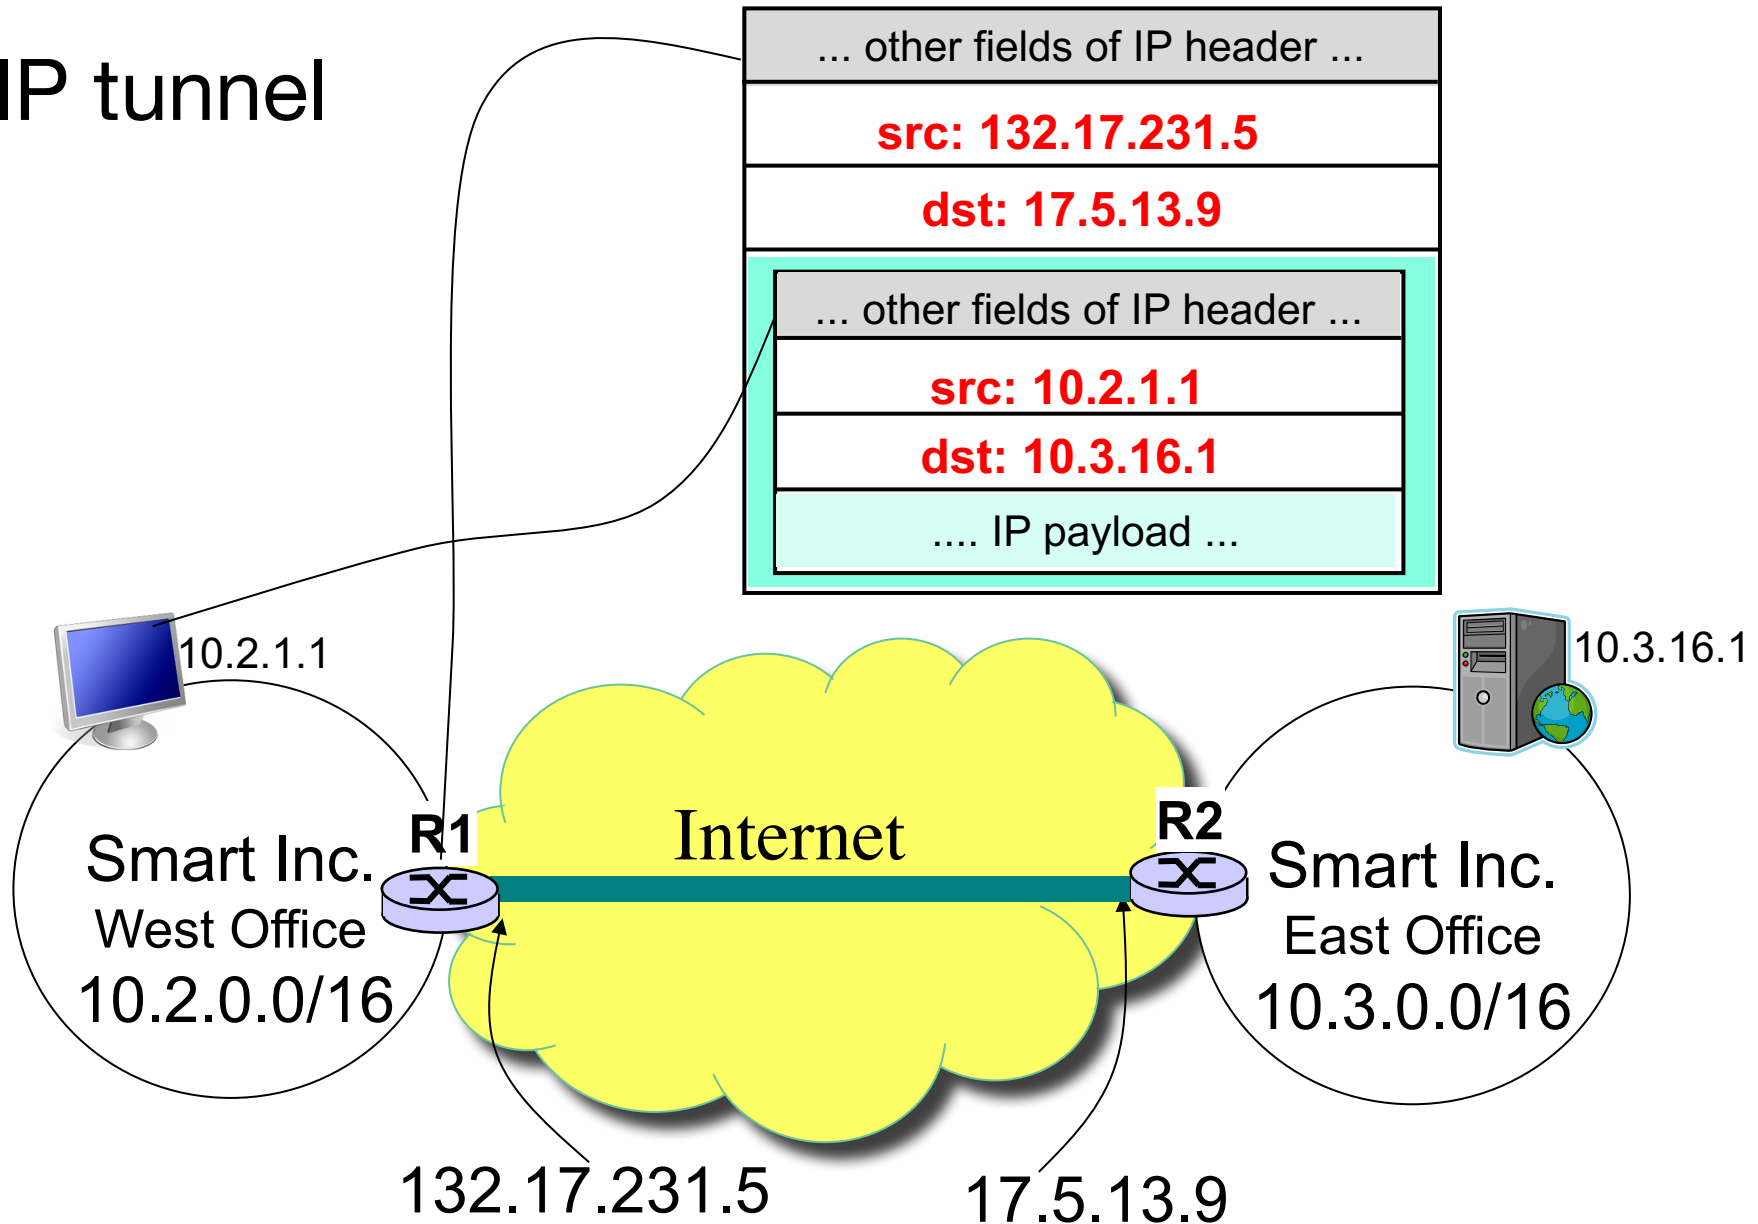 IP tunnel
... other fields of IP header ...
src: 132.17.231.5
dst: 17.5.13.9
... other fields of IP header ...
src: 10.2.1.1
dst: 10.3.16.1
.... IP payload ...
10.2.1.1
10.3.16.1
R1
Internet
R2
Smart Inc.
West Office
10.2.0.0/16
Smart Inc.
East Office
10.3.0.0/16
132.17.231.5
17.5.13.9